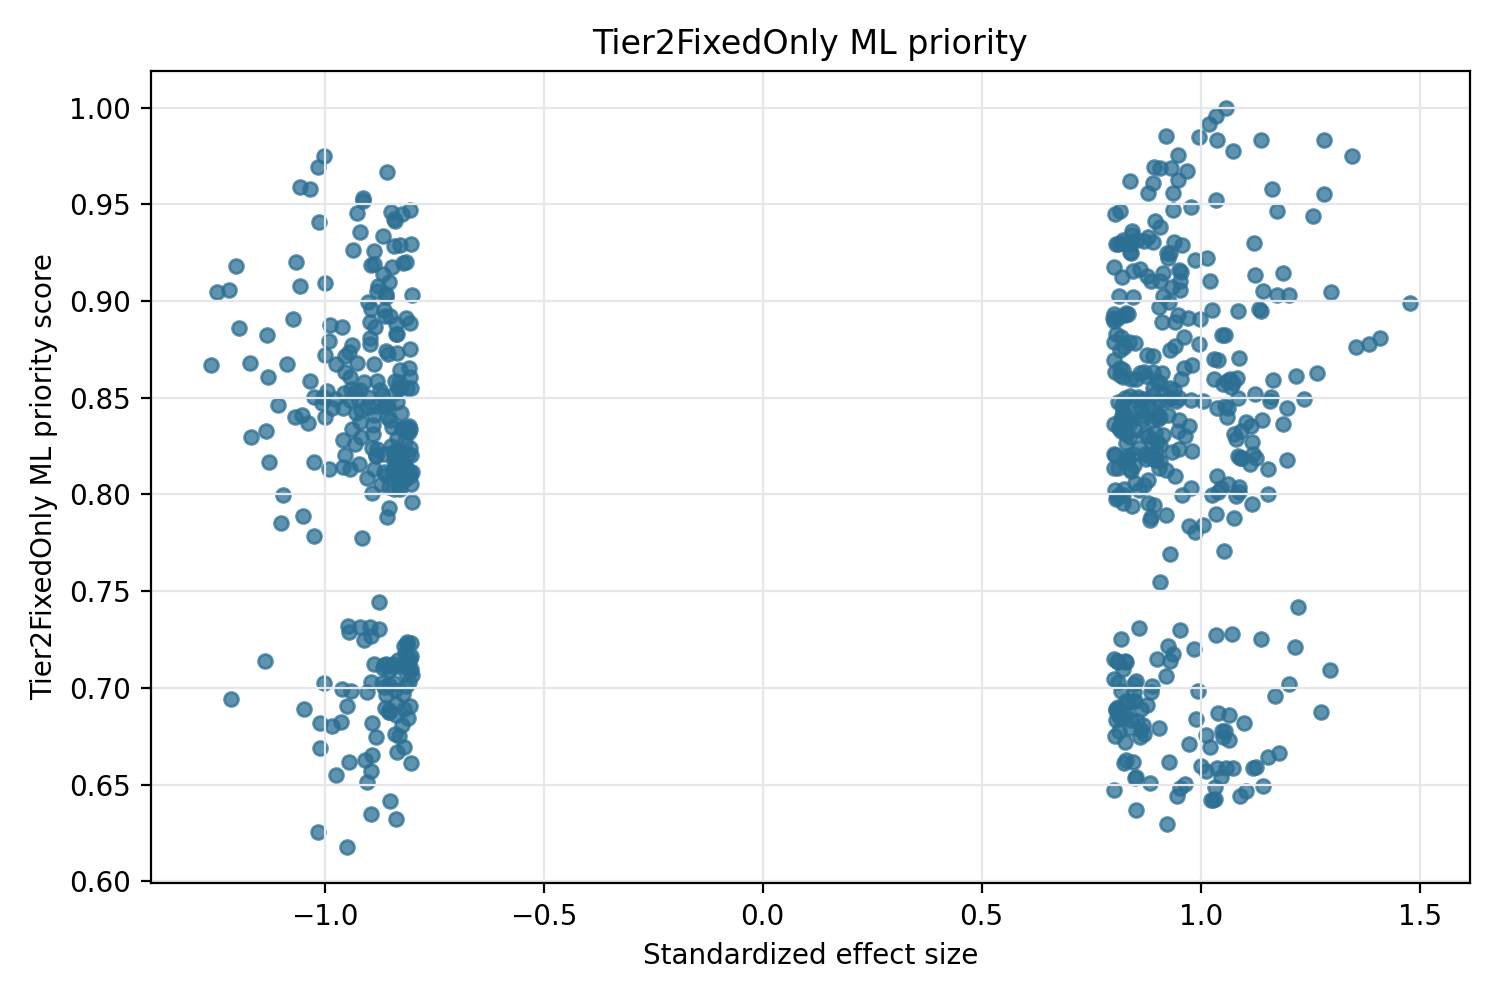 Tier2FixedOnly ML priority
Tier2FixedOnly ML priority score
1.00
0.95
0.90
0.85
0.80
0.75
0.70
0.65
0.60
−1.0 −0.5 0.0 0.5 1.0 1.5
Standardized effect size